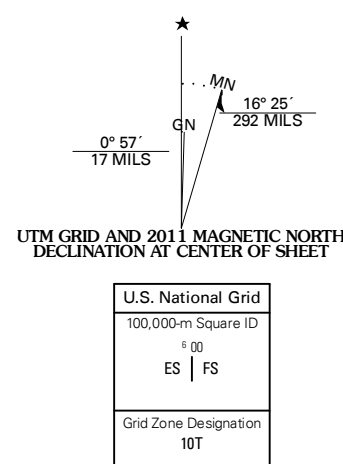 MN
GN
16° 25´
292 MILS
0° 57´
17 MILS
UTM GRID AND 2011 MAGNETIC NORTH
DECLINATION AT CENTER OF SHEET
U.S. National Grid
100,000-m Square ID
6 00
ES FS
Grid Zone Designation
10T